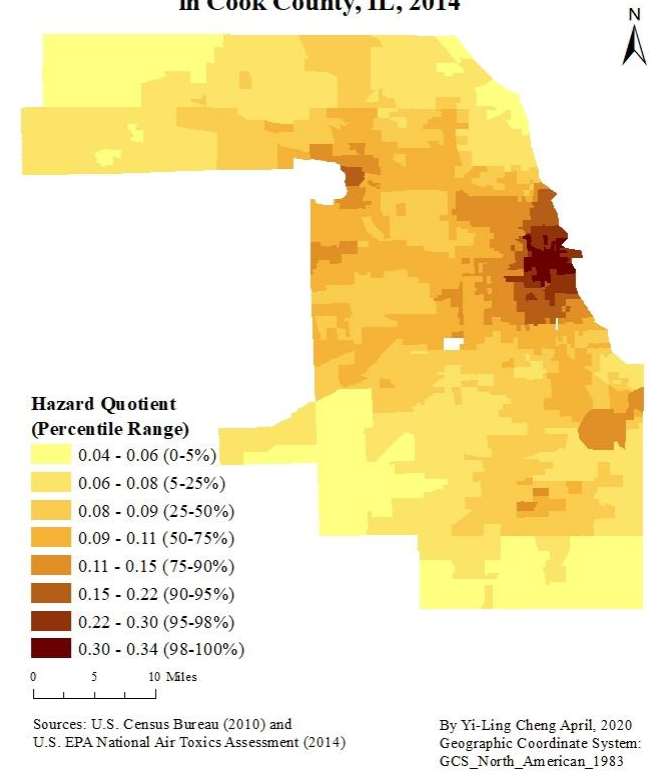 in Cook County, IL, 2014
N
Hazard Quotient
(Percentile Range)
0.04 - 0.06 (0-5%)
0.06 - 0.08 (5-25%)
0.08 - 0.09 (25-50%)
0.09 - 0.11 (50-75%)
0.11 - 0.15 (75-90%)
0.15 - 0.22 (90-95%)
0.22 - 0.30 (95-98%)
0.30 - 0.34 (98-100%)
0 5 10 Miles
Sources: U.S. Census Bureau (2010) and
U.S. EPA National Air Toxics Assessment (2014)
By Yi-Ling Cheng April, 2020
Geographic Coordinate System:
GCS_North_American_1983